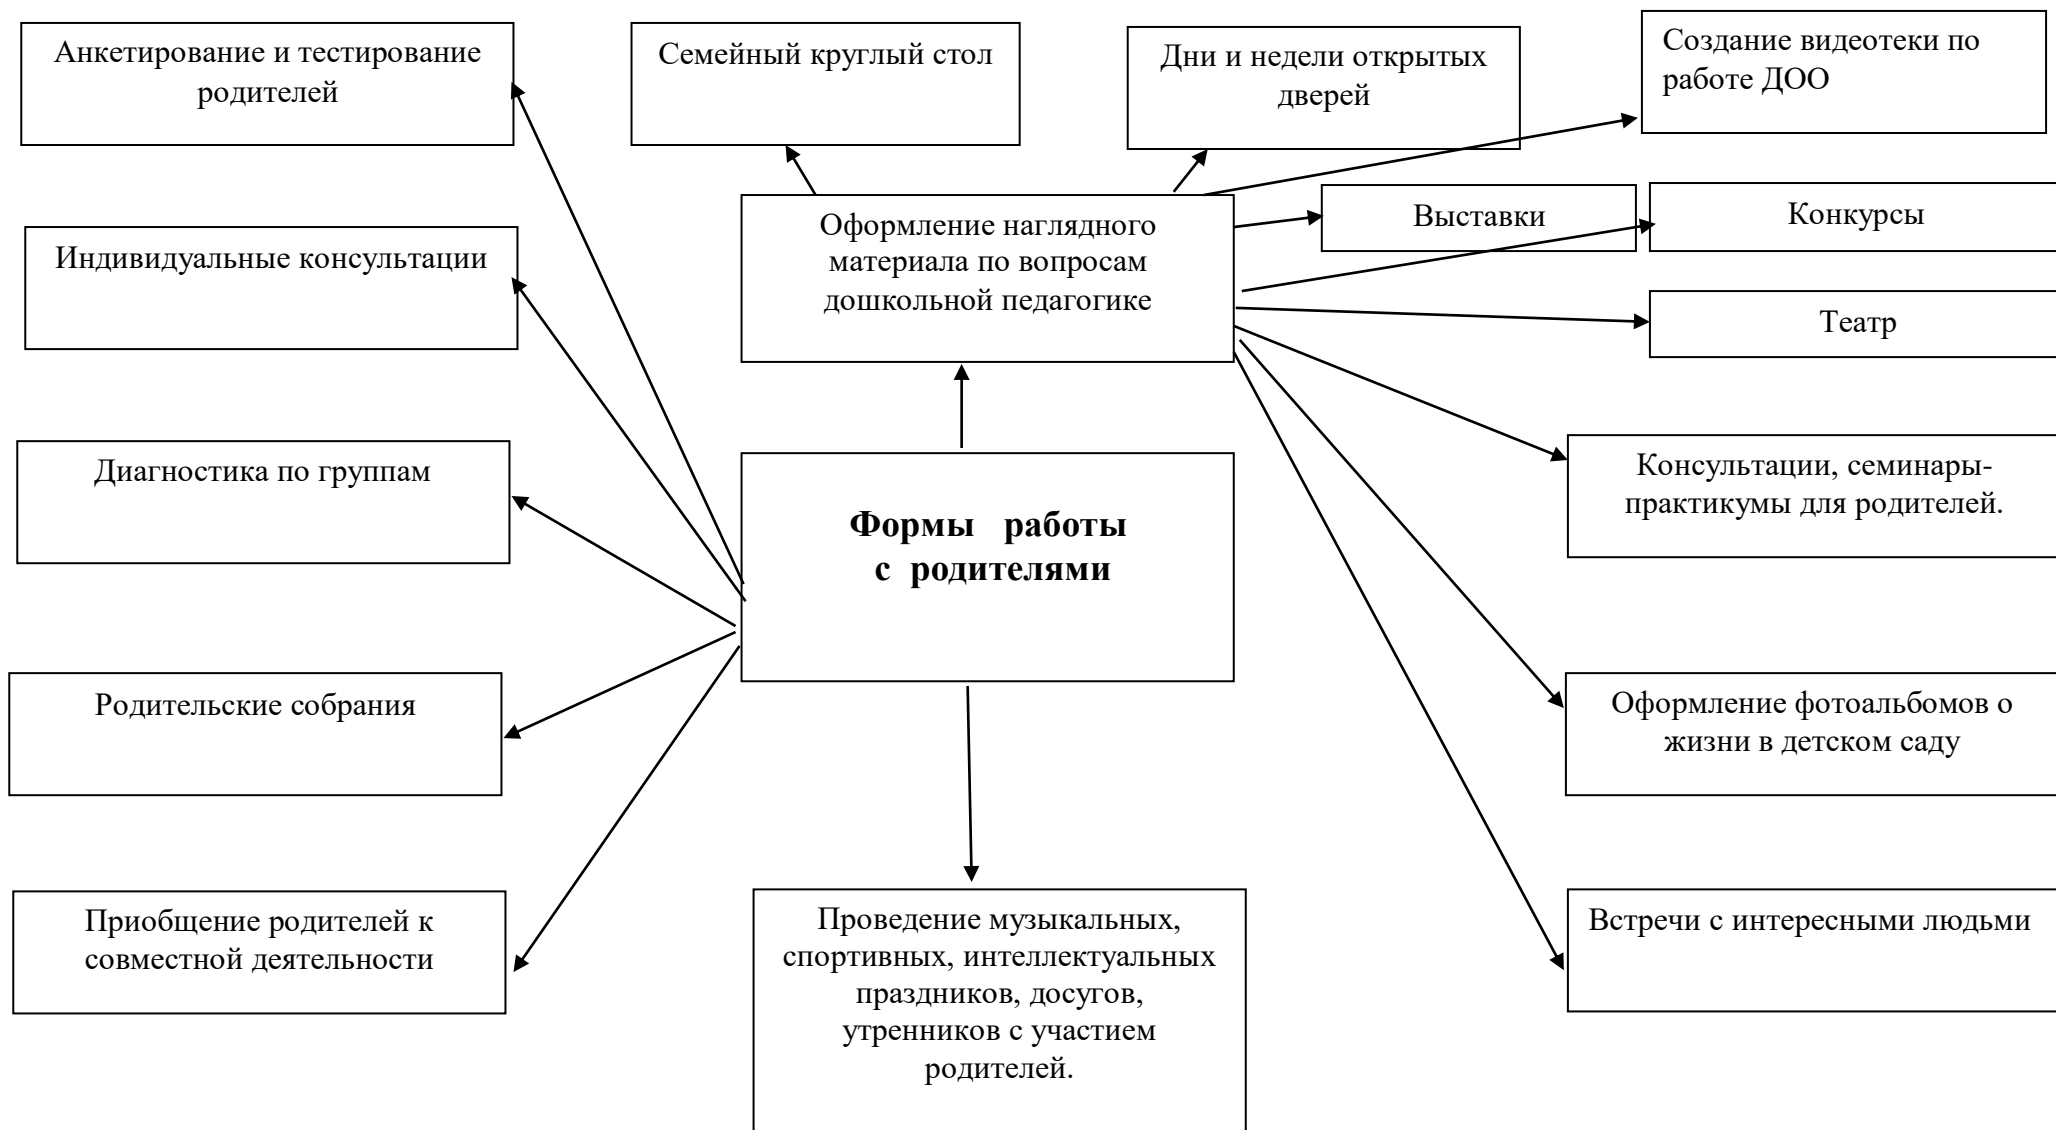 Анкетирование и тестирование
родителей
Семейный круглый стол
Дни и недели открытых
дверей
Создание видеотеки по
работе ДОО
Индивидуальные консультации
Оформление наглядного
материала по вопросам
дошкольной педагогике
Выставки
Конкурсы
Театр
Диагностика по группам
Формы работы
с родителями
Консультации, семинары-
практикумы для родителей.
Родительские собрания
Оформление фотоальбомов о
жизни в детском саду
Приобщение родителей к
совместной деятельности
Проведение музыкальных,
спортивных, интеллектуальных
праздников, досугов,
утренников с участием
родителей.
Встречи с интересными людьми